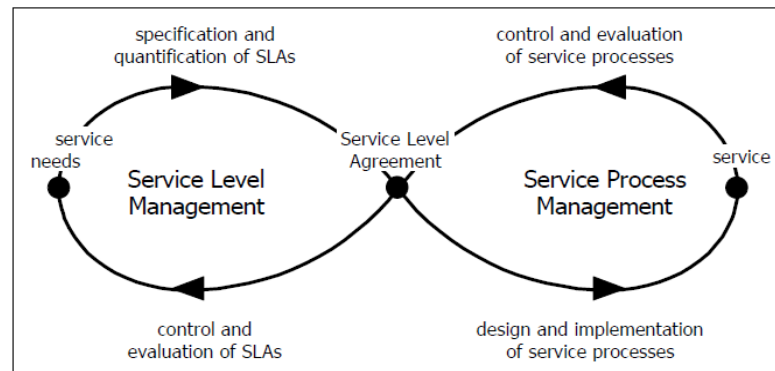 specification and
quantification of SLAs
control and evaluation
of service processes
service
needs
Service Level
Agreement
service
Service Level
Management
Service Process
Management
control and
evaluation of SLAs
design and implementation
of service processes